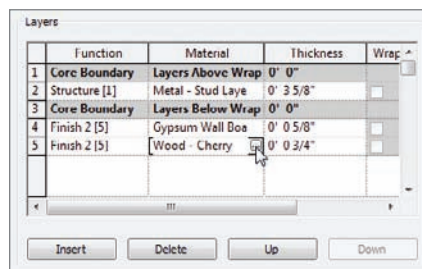 Layers
Function Material Thickness Wrap
1 Core Boundary Layers Above Wrap 0' 0"
2 Structure [1] Metal - Stud Laye 0' 3 5/8"
3 Core Boundary Layers Below Wrap 0' 0"
4 Finish 2 [5] Gypsum Wall Boa 0' 0 5/8"
5 Finish 2 [5] Wood - Cherry 0' 0 3/4"
Insert Delete Up Down